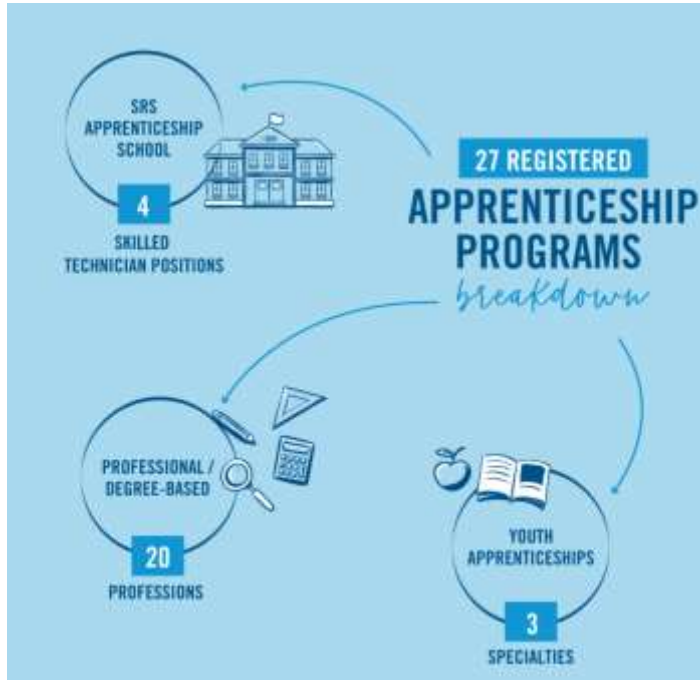 27 REGISTERED
APPRENTICESHIP
PROGRAMS
breakdown
SRS
APPRENTICESHIP
SCHOOL
4
SKILLED
TECHNICIAN POSITIONS
PROFESSIONAL /
DEGREE-BASED
20
PROFESSIONS
YOUTH
APPRENTICESHIPS
3
SPECIALTIES